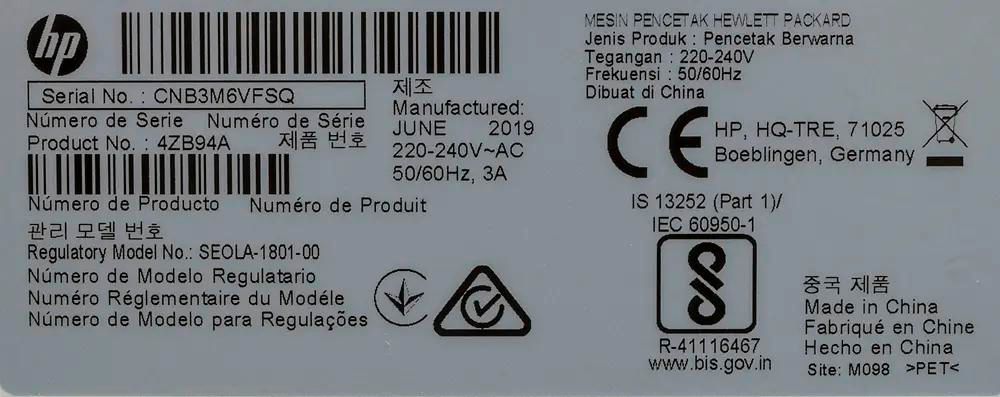 hp
Serial No. : CNB3M6VFSQ
Número de Serie Numéro de Série
Product No. : 4ZB94A 제품 번호
Número de Producto Numéro de Produit
관리 모델 번호
Regulatory Model No.: SEOLA-1801-00
Número de Modelo Regulatario
Numéro Réglementaire du Modéle
Número de Modelo para Regulações
제조
Manufactured:
JUNE 2019
220-240V~AC
50/60Hz, 3A
MESIN PENCETAK HEWLETT PACKARD
Jenis Produk : Pencetak Berwarna
Tegangan : 220-240V
Frekuensi : 50/60Hz
Dibuat di China
CE
HP, HQ-TRE, 71025
Boeblingen, Germany
IS 13252 (Part 1)/
IEC 60950-1
R-41116467
www.bis.gov.in
중국 제품
Made in China
Fabriqué en Chine
Hecho en China
Site: M098 >PET<